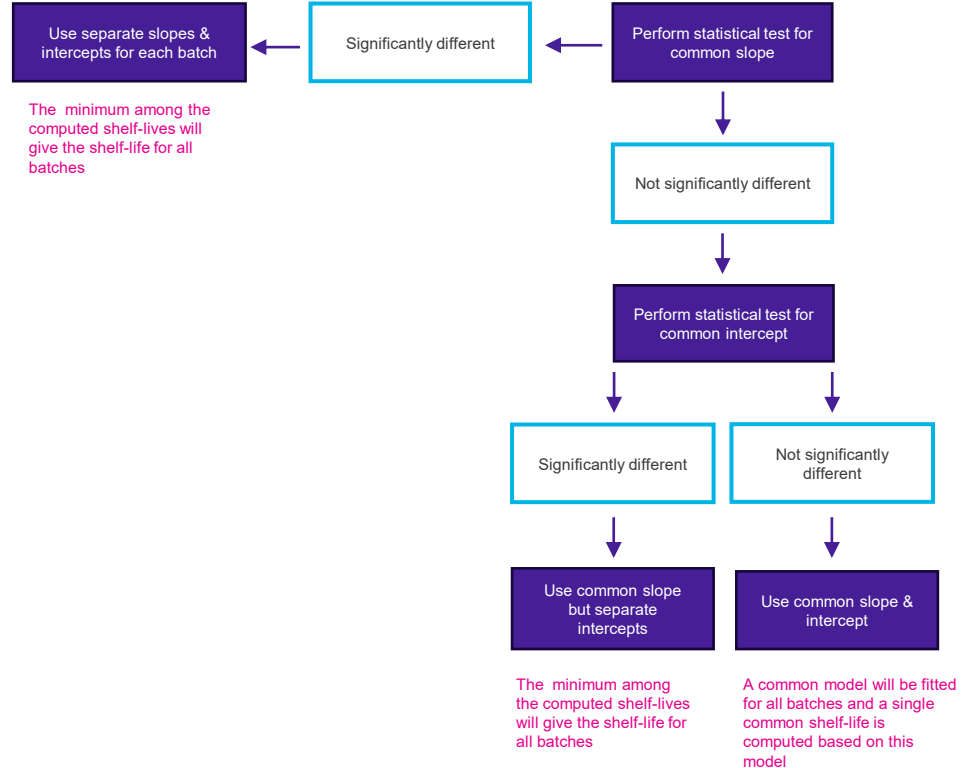 Use separate slopes &
intercepts for each batch
Significantly different
Perform statistical test for
common slope
The minimum among the
computed shelf-lives will
give the shelf-life for all
batches
Not significantly different
Perform statistical test for
common intercept
Significantly different
Not significantly
different
Use common slope
but separate
intercepts
Use common slope &
intercept
The minimum among
the computed shelf-lives
will give the shelf-life for
all batches
A common model will be fitted
for all batches and a single
common shelf-life is
computed based on this
model